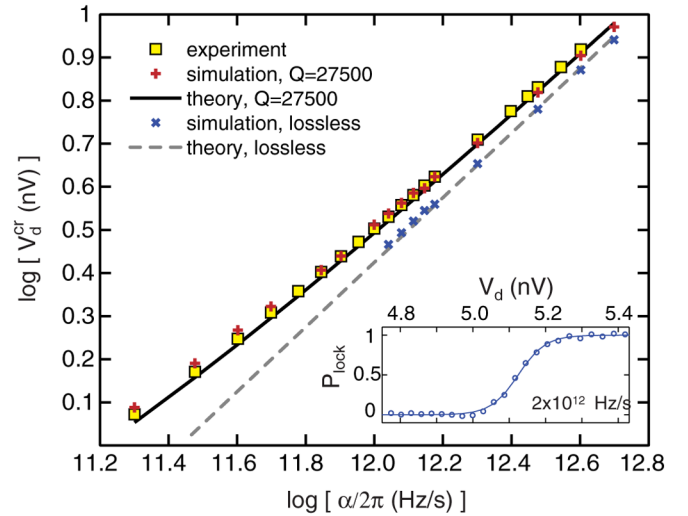 1
0.9
0.8
0.7
0.6
0.5
0.4
0.3
0.2
0.1
log [ V_d^cr (nV) ]
experiment
simulation, Q=27500
theory, Q=27500
simulation, lossless
theory, lossless
V_d (nV)
4.8 5.0 5.2 5.4
1
0.5
0
P_lock
2x10^12 Hz/s
11.2 11.4 11.6 11.8 12.0 12.2 12.4 12.6 12.8
log [ α/2π (Hz/s) ]